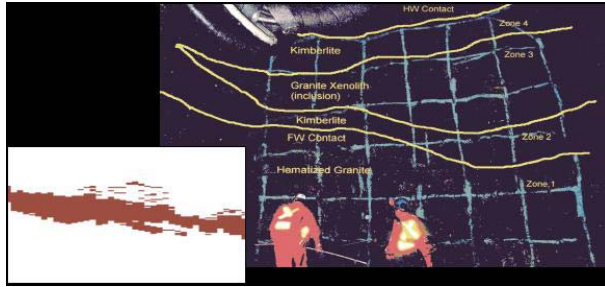 HW Contact
Zone 4
Kimberlite
Zone 3
Granite Xenolith
(inclusion)
Kimberlite
FW Contact
Zone 2
Hematized Granite
Zone 1